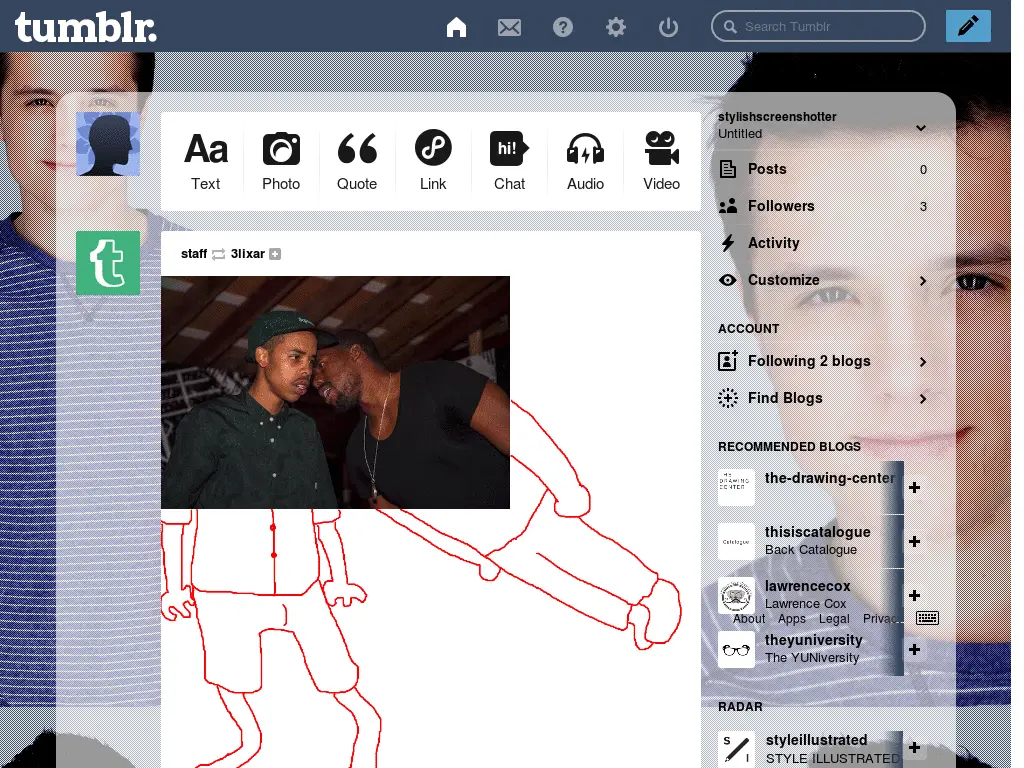 tumblr.
Search Tumblr
Aa
Text
Photo
Quote
Link
hi!
Chat
Audio
Video
staff 3lixar
stylishscreenshotter
Untitled
Posts 0
Followers 3
Activity
Customize
ACCOUNT
Following 2 blogs
Find Blogs
RECOMMENDED BLOGS
THE
DRAWING
CENTER
the-drawing-center
Catalogue
thisiscatalogue
Back Catalogue
lawrencecox
Lawrence Cox
About Apps Legal Privac
theyuniversity
The YUNiversity
RADAR
S
I
styleillustrated
STYLE ILLUSTRATED